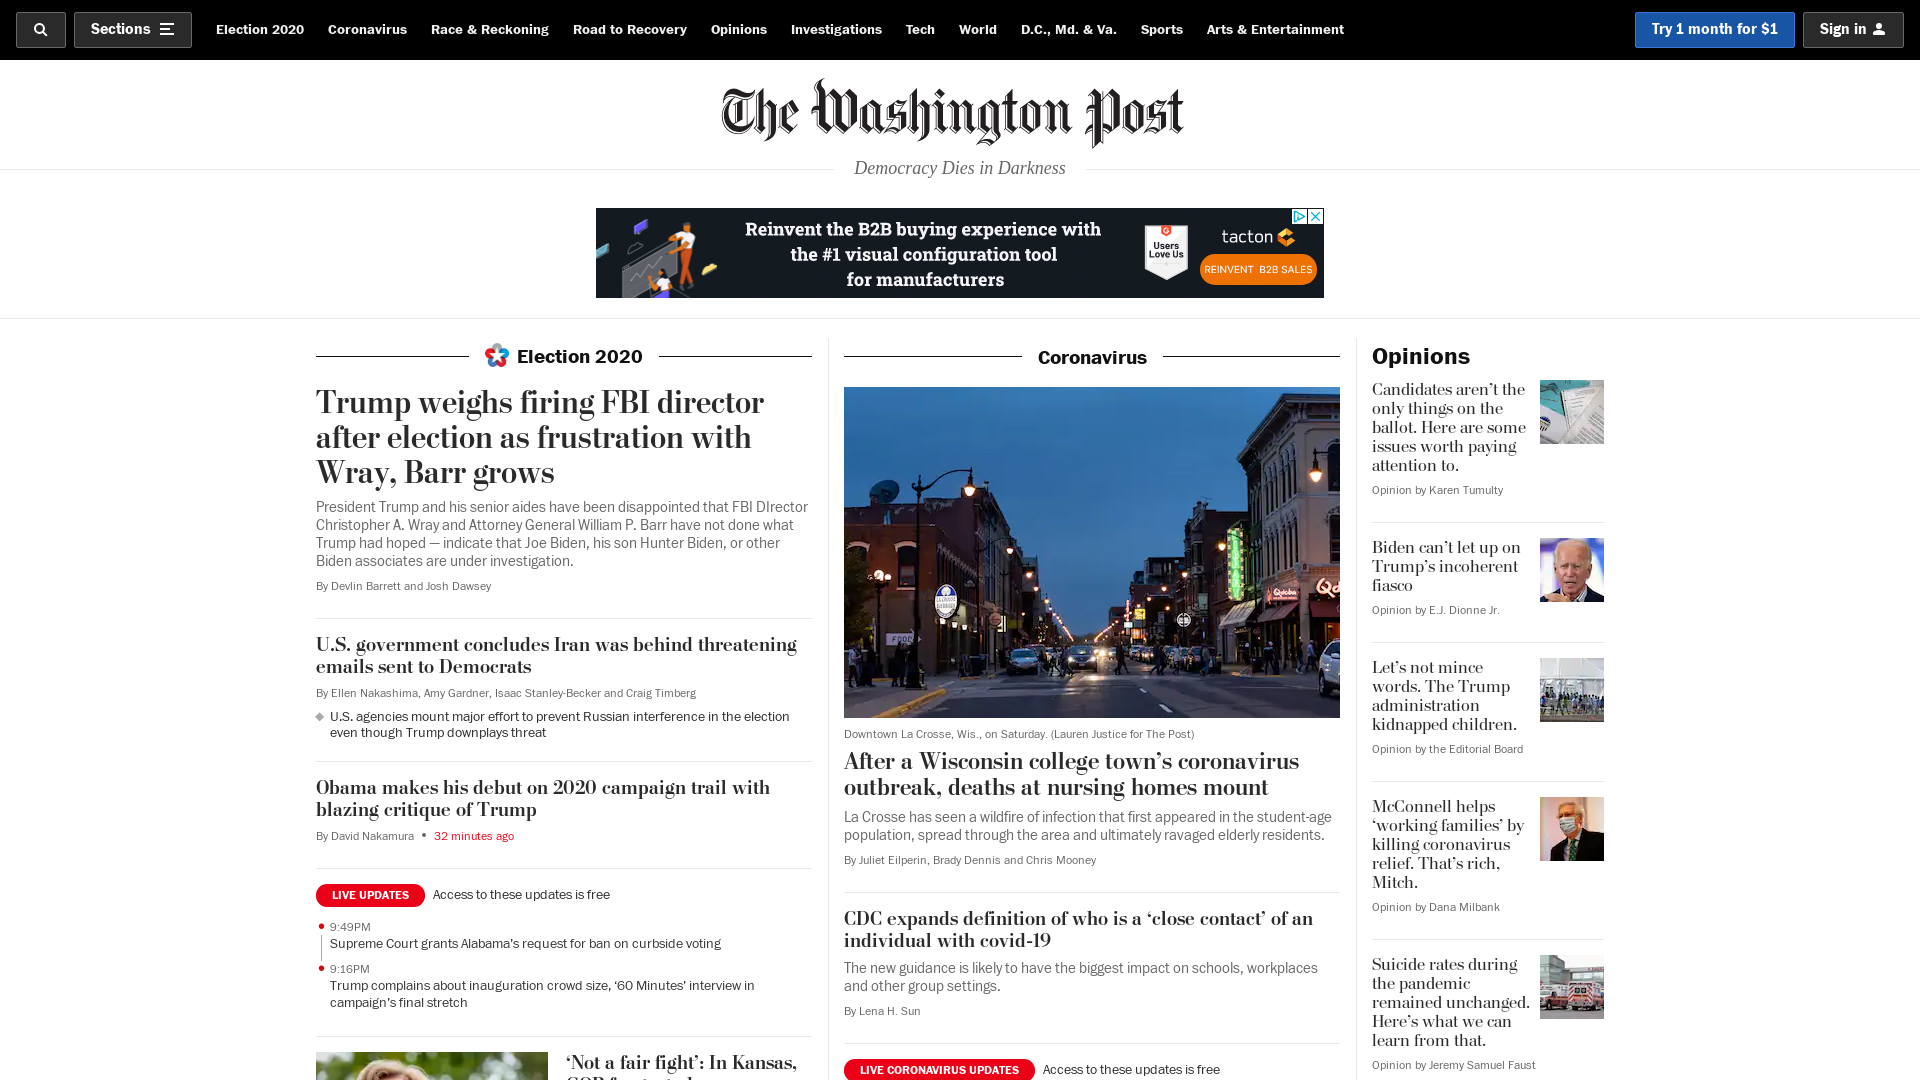 Sections
Election 2020
Coronavirus
Race & Reckoning
Road to Recovery
Opinions
Investigations
Tech
World
D.C., Md. & Va.
Sports
Arts & Entertainment
Try 1 month for $1
Sign in
The Washington Post
Democracy Dies in Darkness
Reinvent the B2B buying experience with
the #1 visual configuration tool
for manufacturers
Users
Love Us
tacton
REINVENT B2B SALES
Election 2020
Trump weighs firing FBI director
after election as frustration with
Wray, Barr grows
President Trump and his senior aides have been disappointed that FBI DIrector
Christopher A. Wray and Attorney General William P. Barr have not done what
Trump had hoped — indicate that Joe Biden, his son Hunter Biden, or other
Biden associates are under investigation.
By Devlin Barrett and Josh Dawsey
U.S. government concludes Iran was behind threatening
emails sent to Democrats
By Ellen Nakashima, Amy Gardner, Isaac Stanley-Becker and Craig Timberg
U.S. agencies mount major effort to prevent Russian interference in the election
even though Trump downplays threat
Obama makes his debut on 2020 campaign trail with
blazing critique of Trump
By David Nakamura • 32 minutes ago
LIVE UPDATES Access to these updates is free
9:49PM
Supreme Court grants Alabama's request for ban on curbside voting
9:16PM
Trump complains about inauguration crowd size, ‘60 Minutes’ interview in
campaign's final stretch
‘Not a fair fight’: In Kansas,
Coronavirus
FOOD
Qdoba
Downtown La Crosse, Wis., on Saturday. (Lauren Justice for The Post)
After a Wisconsin college town’s coronavirus
outbreak, deaths at nursing homes mount
La Crosse has seen a wildfire of infection that first appeared in the student-age
population, spread through the area and ultimately ravaged elderly residents.
By Juliet Eilperin, Brady Dennis and Chris Mooney
CDC expands definition of who is a ‘close contact’ of an
individual with covid-19
The new guidance is likely to have the biggest impact on schools, workplaces
and other group settings.
By Lena H. Sun
LIVE CORONAVIRUS UPDATES Access to these updates is free
Opinions
Candidates aren’t the
only things on the
ballot. Here are some
issues worth paying
attention to.
Opinion by Karen Tumulty
Biden can’t let up on
Trump’s incoherent
fiasco
Opinion by E.J. Dionne Jr.
Let’s not mince
words. The Trump
administration
kidnapped children.
Opinion by the Editorial Board
McConnell helps
‘working families’ by
killing coronavirus
relief. That’s rich,
Mitch.
Opinion by Dana Milbank
Suicide rates during
the pandemic
remained unchanged.
Here’s what we can
learn from that.
Opinion by Jeremy Samuel Faust